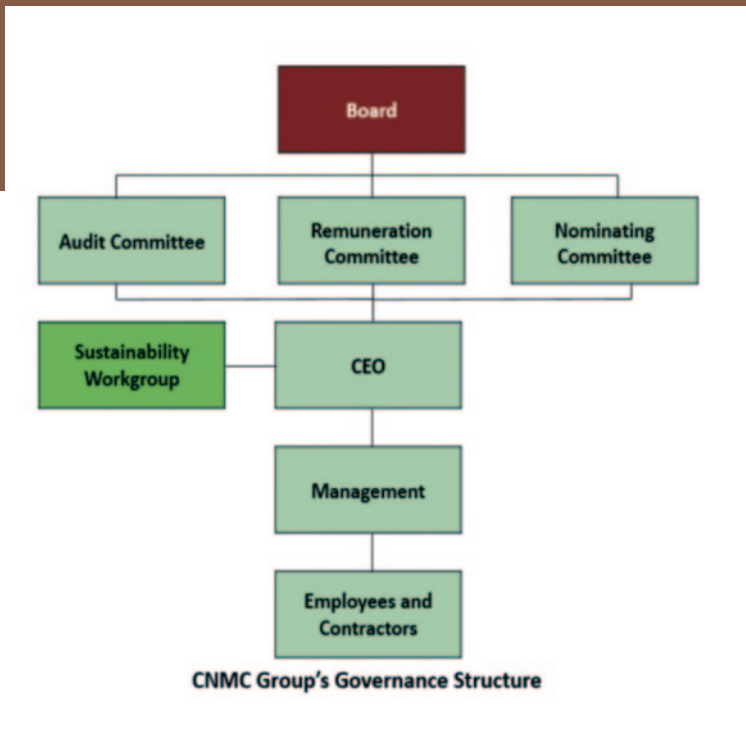 Board
Audit Committee
Remuneration
Committee
Nominating
Committee
Sustainability
Workgroup
CEO
Management
Employees and
Contractors
CNMC Group's Governance Structure